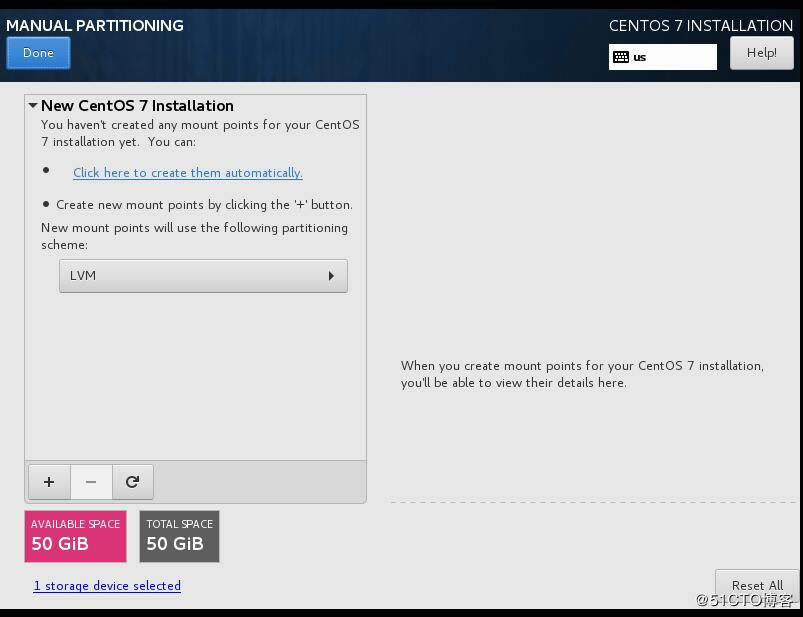 MANUAL PARTITIONING
CENTOS 7 INSTALLATION
Done
us
Help!
New CentOS 7 Installation
You haven't created any mount points for your CentOS
7 installation yet. You can:
Click here to create them automatically.
Create new mount points by clicking the '+' button.
New mount points will use the following partitioning
scheme:
LVM
When you create mount points for your CentOS 7 installation,
you'll be able to view their details here.
+
−
AVAILABLE SPACE
50 GiB
TOTAL SPACE
50 GiB
1 storage device selected
Reset All
@51CTO博客